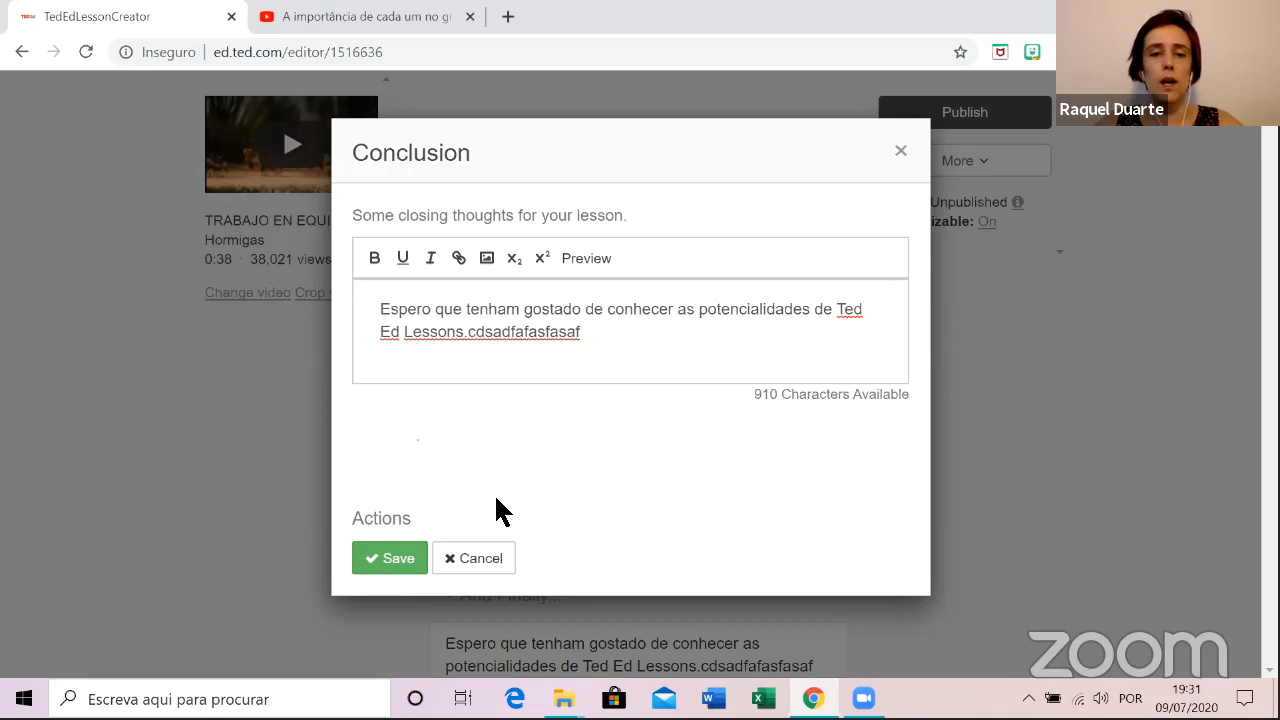 TED Ed
TedEdLessonCreator
A importância de cada um no gr
Inseguro
ed.ted.com/editor/1516636
Raquel Duarte
Publish
More
Unpublished
izable: On
TRABAJO EN EQUI
Hormigas
0:38 · 38,021 views
Change video Crop v
Conclusion
Some closing thoughts for your lesson.
B U I X2 X2 Preview
Espero que tenham gostado de conhecer as potencialidades de Ted
Ed Lessons.cdsadfafasfasaf
910 Characters Available
Actions
Save
Cancel
And Finally...
Espero que tenham gostado de conhecer as
potencialidades de Ted Ed Lessons.cdsadfafasfasaf
zoom
Escreva aqui para procurar
POR
19:31
09/07/2020